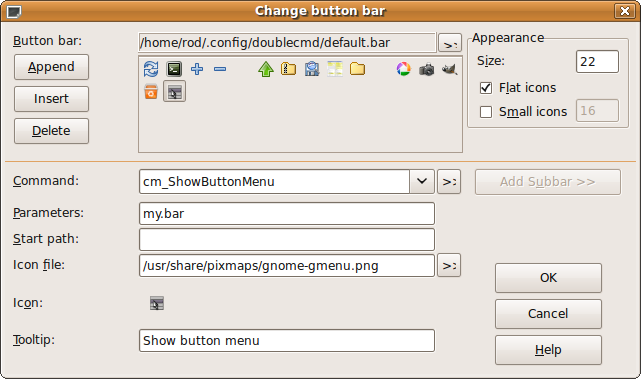 Change button bar
Button bar:
/home/rod/.config/doublecmd/default.bar
>>
Appearance
Append
Size:
22
Insert
Flat icons
Delete
Small icons
16
Command:
cm_ShowButtonMenu
>>
Add Subbar >>
Parameters:
my.bar
Start path:
Icon file:
/usr/share/pixmaps/gnome-gmenu.png
>>
OK
Icon:
Cancel
Tooltip:
Show button menu
Help